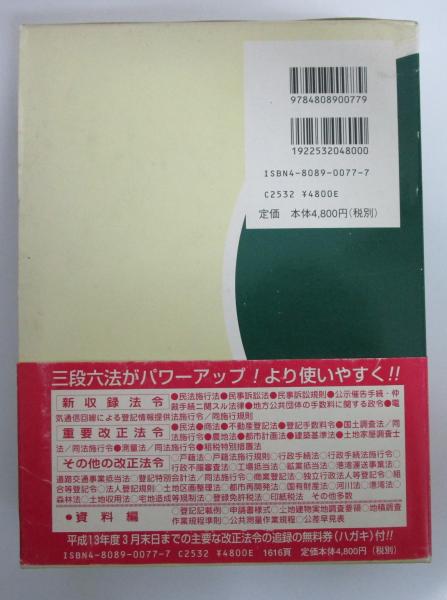 9784808900779
1922532048000
ISBN4-8089-0077-7
C2532 ¥4800E
定価 本体4,800円(税別)
三段六法がパワーアップ！より使いやすく！
新収録法令 ●民法施行法●民事訴訟法●民事訴訟規則●公示催告手続・仲
裁手続ニ関スル法律●地方公共団体の手数料に関する政令●電
気通信回線による登記情報提供法施行令／同施行規則
重要改正法令 ●民法●商法●不動産登記法●登記手数料令●国土調査法／同
法施行令●農地法●都市計画法●建築基準法●土地家屋調査士
法／同法施行令●測量法／同法施行令●租税特別措置法
その他の改正法令 ○戸籍法○戸籍法施行規則○行政手続法○行政手続法施行令○
行政不服審査法○工場抵当法○鉱業抵当法○港湾運送事業法○
道路交通事業抵当法○登記特別会計法／同法施行令○商業登記法○独立行政法人等登記令○組
合等登記令○法人登記規則○土地区画整理法○都市再開発法○国有財産法○河川法○港湾法○
森林法○土地収用法○宅地造成等規制法○登録免許税法○印紙税法 その他多数
●資料編 ○登記記載例○申請書様式○土地建物実地調査要領○地積調査
作業規程準則○公共測量作業規程○公差早見表
平成13年度3月末日までの主要な改正法令の追録の無料券(ハガキ)付!!
ISBN4-8089-0077-7 C2532 ¥4800E 1616頁 定価 本体4,800円(税別)